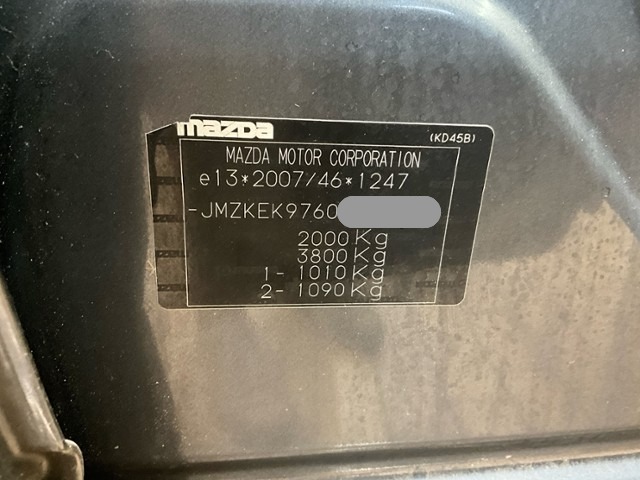 mazda
(KD45B)
MAZDA MOTOR CORPORATION
e13*2007/46*1247
-JMZKEK9760
2000 Kg
3800 Kg
1- 1010 Kg
2- 1090 Kg